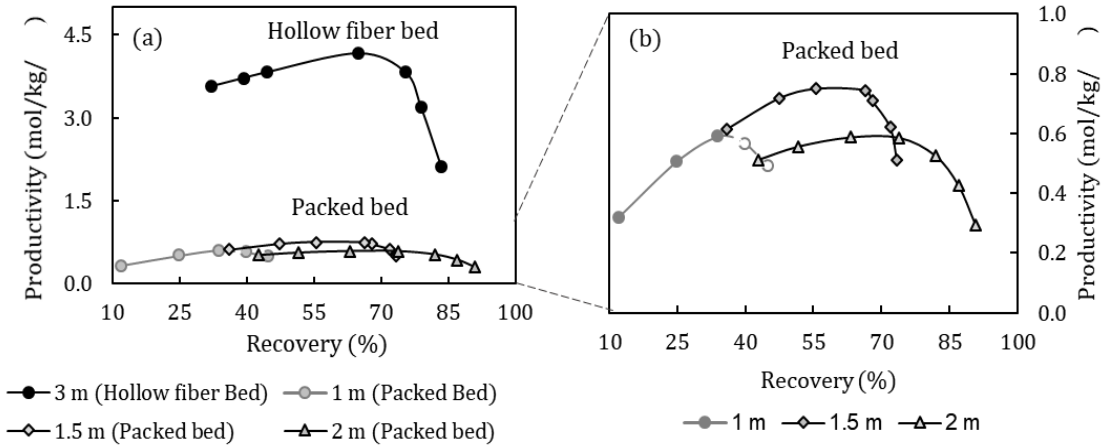 (a)
Hollow fiber bed
Packed bed
Productivity (mol/kg/ )
4.5
3.0
1.5
0.0
10 25 40 55 70 85 100
Recovery (%)
3 m (Hollow fiber Bed) 1 m (Packed Bed)
1.5 m (Packed bed) 2 m (Packed bed)
(b)
Packed bed
1.0
0.8
0.6
0.4
0.2
0.0
Productivity (mol/kg/ )
10 25 40 55 70 85 100
Recovery (%)
1 m 1.5 m 2 m